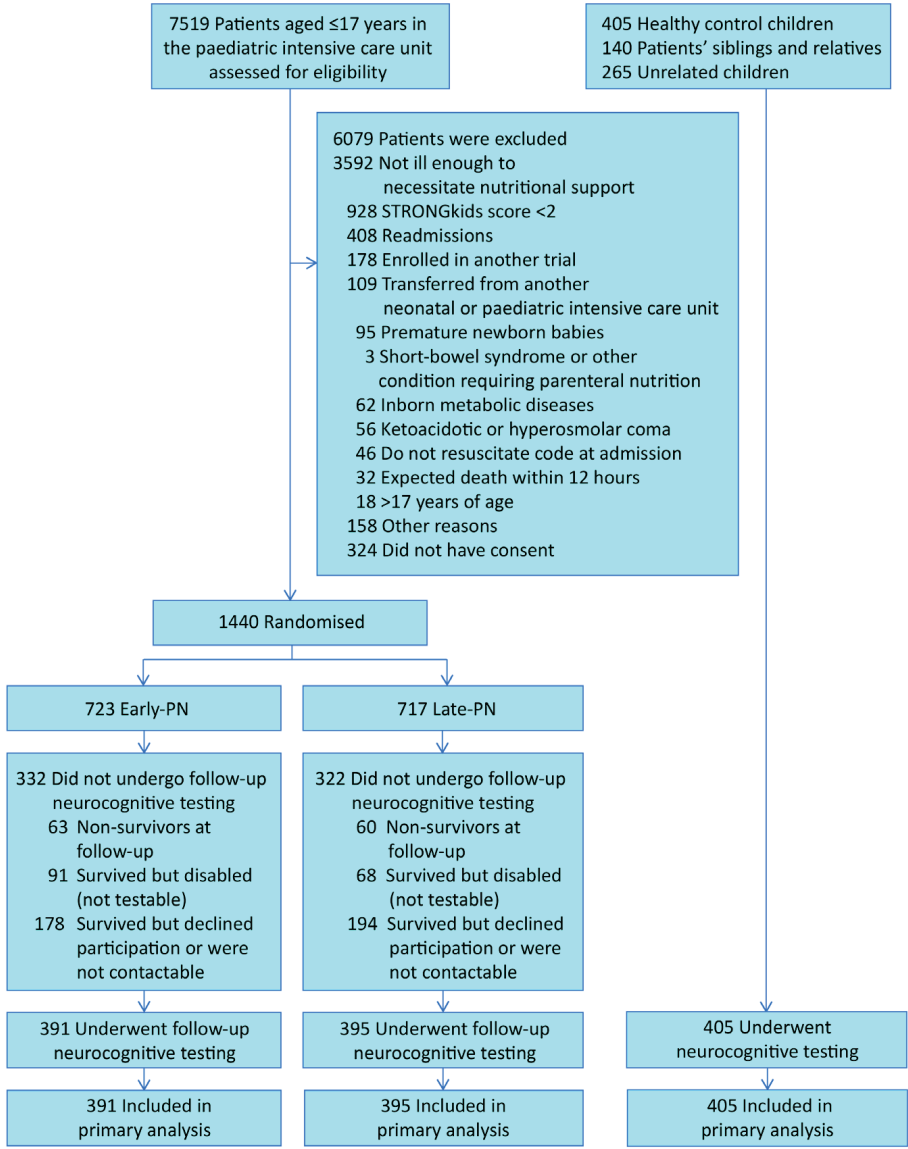 7519 Patients aged ≤17 years in
the paediatric intensive care unit
assessed for eligibility
405 Healthy control children
140 Patients' siblings and relatives
265 Unrelated children
6079 Patients were excluded
3592 Not ill enough to
necessitate nutritional support
928 STRONGkids score <2
408 Readmissions
178 Enrolled in another trial
109 Transferred from another
neonatal or paediatric intensive care unit
95 Premature newborn babies
3 Short-bowel syndrome or other
condition requiring parenteral nutrition
62 Inborn metabolic diseases
56 Ketoacidotic or hyperosmolar coma
46 Do not resuscitate code at admission
32 Expected death within 12 hours
18 >17 years of age
158 Other reasons
324 Did not have consent
1440 Randomised
723 Early-PN
717 Late-PN
332 Did not undergo follow-up
neurocognitive testing
63 Non-survivors at
follow-up
91 Survived but disabled
(not testable)
178 Survived but declined
participation or were
not contactable
322 Did not undergo follow-up
neurocognitive testing
60 Non-survivors at
follow-up
68 Survived but disabled
(not testable)
194 Survived but declined
participation or were
not contactable
391 Underwent follow-up
neurocognitive testing
395 Underwent follow-up
neurocognitive testing
405 Underwent
neurocognitive testing
391 Included in
primary analysis
395 Included in
primary analysis
405 Included in
primary analysis